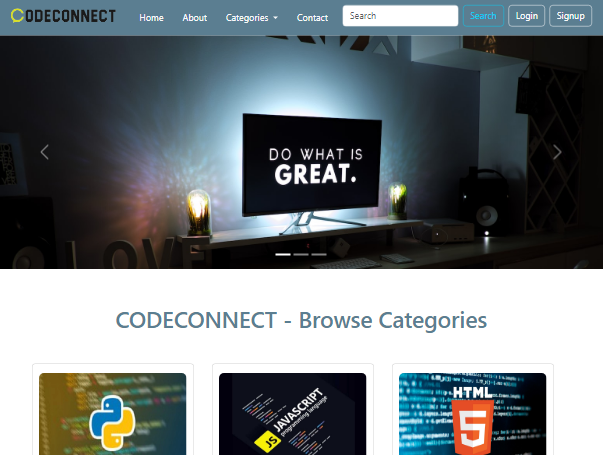 CODECONNECT
Home
About
Categories
Contact
Search
Search
Login
Signup
DO WHAT IS
GREAT.
LOVE
CODECONNECT - Browse Categories
JS JAVASCRIPT
programming language
HTML
5